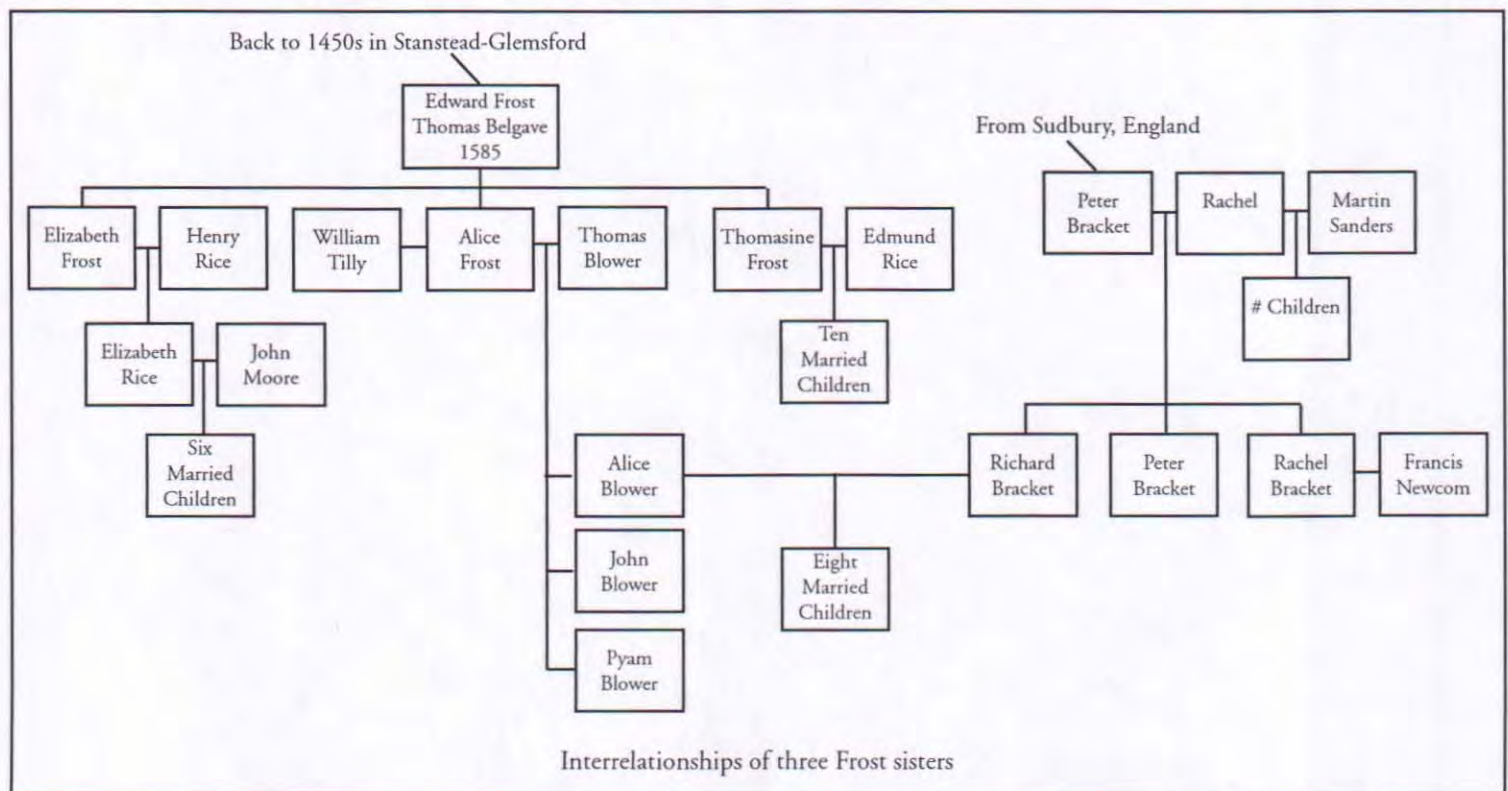 Back to 1450s in Stanstead-Glemsford
Edward Frost
Thomas Belgave
1585
From Sudbury, England
Elizabeth
Frost
Henry
Rice
William
Tilly
Alice
Frost
Thomas
Blower
Thomasine
Frost
Edmund
Rice
Peter
Bracket
Rachel
Martin
Sanders
# Children
Elizabeth
Rice
John
Moore
Ten
Married
Children
Six
Married
Children
Alice
Blower
Richard
Bracket
Peter
Bracket
Rachel
Bracket
Francis
Newcom
John
Blower
Eight
Married
Children
Pyam
Blower
Interrelationships of three Frost sisters